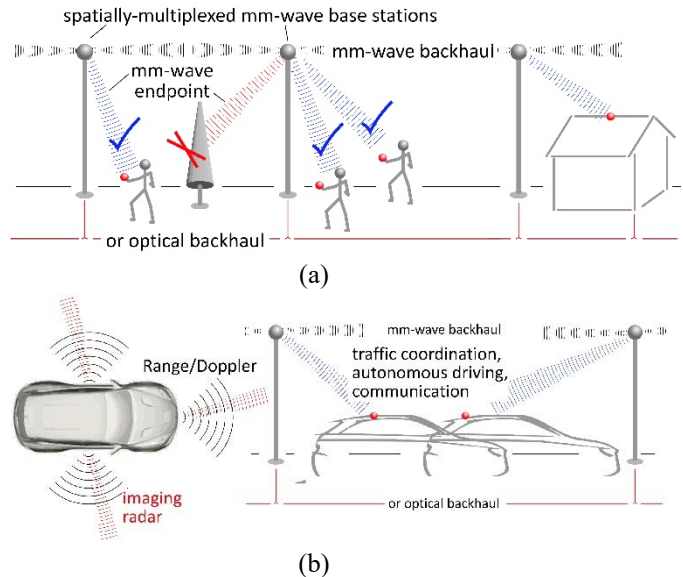 spatially-multiplexed mm-wave base stations
mm-wave backhaul
mm-wave
endpoint
or optical backhaul
(a)
Range/Doppler
imaging
radar
mm-wave backhaul
traffic coordination,
autonomous driving,
communication
or optical backhaul
(b)